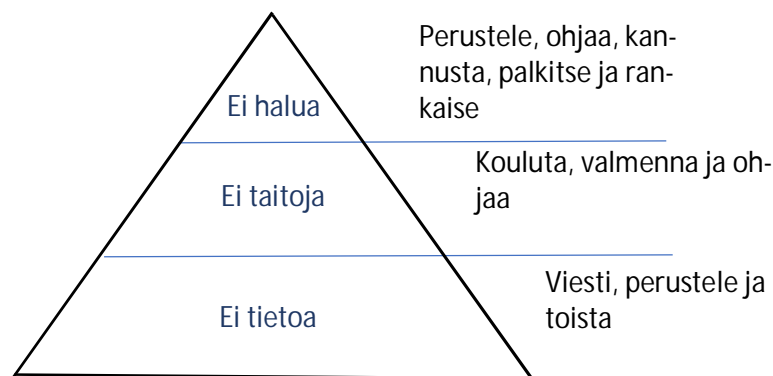 Perustele, ohjaa, kan-
nusta, palkitse ja ran-
kaise
Ei halua
Kouluta, valmenna ja oh-
jaa
Ei taitoja
Viesti, perustele ja
toista
Ei tietoa